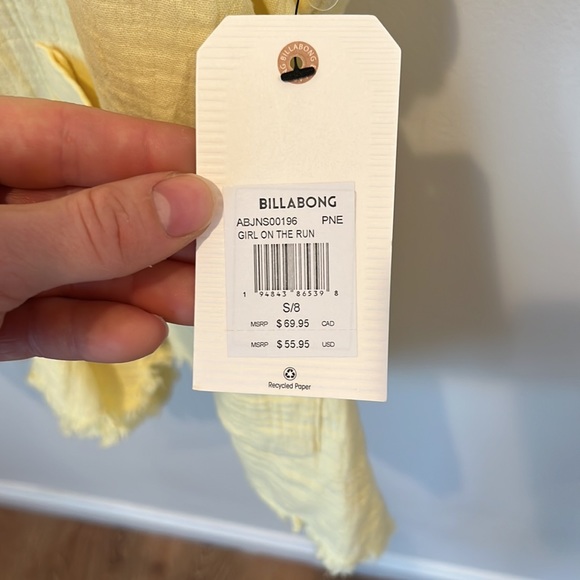 BILLABONG
BILLABONG
ABJNS00196 PNE
GIRL ON THE RUN
1 94843 86539 8
S/8
MSRP $69.95 CAD
MSRP $55.95 USD
Recycled Paper